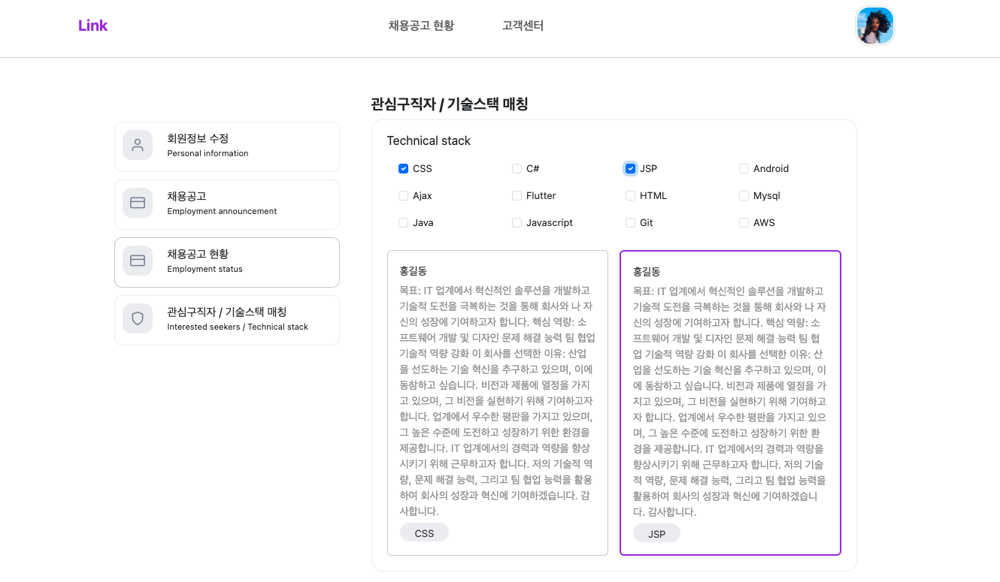 Link
채용공고 현황
고객센터
회원정보 수정
Personal information
채용공고
Employment announcement
채용공고 현황
Employment status
관심구직자 / 기술스택 매칭
Interested seekers / Technical stack
관심구직자 / 기술스택 매칭
Technical stack
CSS
C#
JSP
Android
Ajax
Flutter
HTML
Mysql
Java
Javascript
Git
AWS
홍길동
목표: IT 업계에서 혁신적인 솔루션을 개발하고
기술적 도전을 극복하는 것을 통해 회사와 나 자
신의 성장에 기여하고자 합니다. 핵심 역량: 소
프트웨어 개발 및 디자인 문제 해결 능력 팀 협업
기술적 역량 강화 이 회사를 선택한 이유: 산업
을 선도하는 기술 혁신을 추구하고 있으며, 이에
동참하고 싶습니다. 비전과 제품에 열정을 가지
고 있으며, 그 비전을 실현하기 위해 기여하고자
합니다. 업계에서 우수한 평판을 가지고 있으며,
그 높은 수준에 도전하고 성장하기 위한 환경을
제공합니다. IT 업계에서의 경력과 역량을 향상
시키기 위해 근무하고자 합니다. 저의 기술적 역
량, 문제 해결 능력, 그리고 팀 협업 능력을 활용
하여 회사의 성장과 혁신에 기여하겠습니다. 감
사합니다.
CSS
홍길동
목표: IT 업계에서 혁신적인 솔루션을 개발하고
기술적 도전을 극복하는 것을 통해 회사와 나 자
신의 성장에 기여하고자 합니다. 핵심 역량: 소
프트웨어 개발 및 디자인 문제 해결 능력 팀 협
업 기술적 역량 강화 이 회사를 선택한 이유: 산
업을 선도하는 기술 혁신을 추구하고 있으며, 이
에 동참하고 싶습니다. 비전과 제품에 열정을 가
지고 있으며, 그 비전을 실현하기 위해 기여하고
자 합니다. 업계에서 우수한 평판을 가지고 있으
며, 그 높은 수준에 도전하고 성장하기 위한 환
경을 제공합니다. IT 업계에서의 경력과 역량을
향상시키기 위해 근무하고자 합니다. 저의 기술
적 역량, 문제 해결 능력, 그리고 팀 협업 능력을
활용하여 회사의 성장과 혁신에 기여하겠습니
다. 감사합니다.
JSP